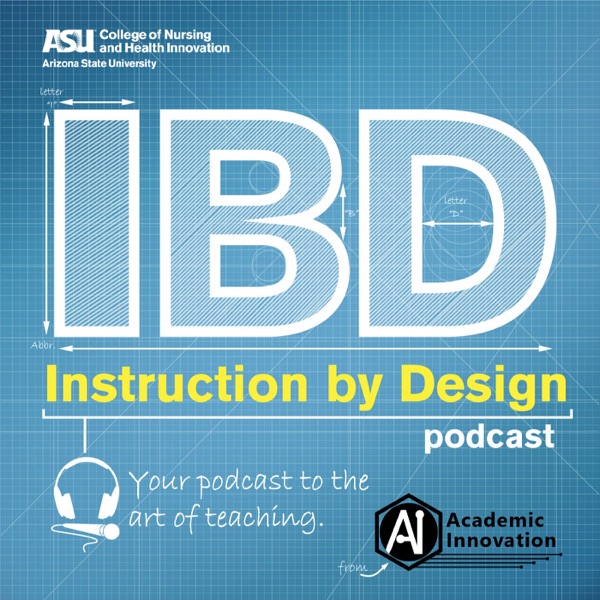 ASU College of Nursing
and Health Innovation
Arizona State University
letter
"I"
IBD
"B"
letter
"D"
Abbr.
Instruction by Design
podcast
Your podcast to the
art of teaching.
AI Academic
Innovation
from